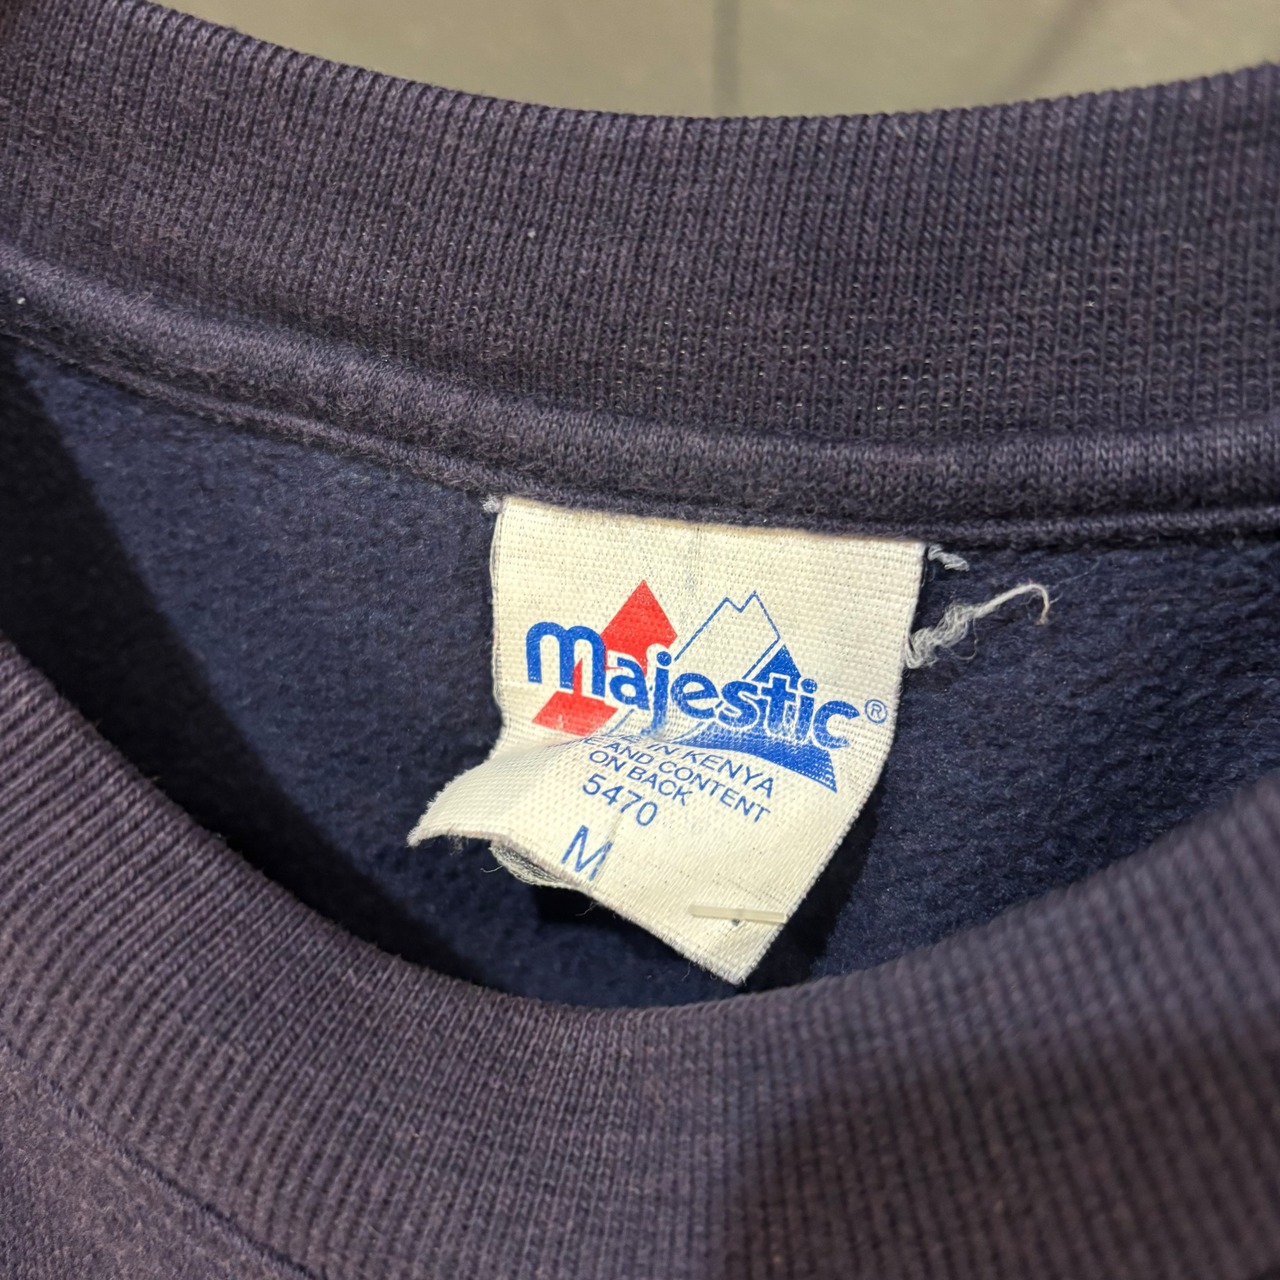 Majestic®
IN KENYA
AND CONTENT
ON BACK
5470
M